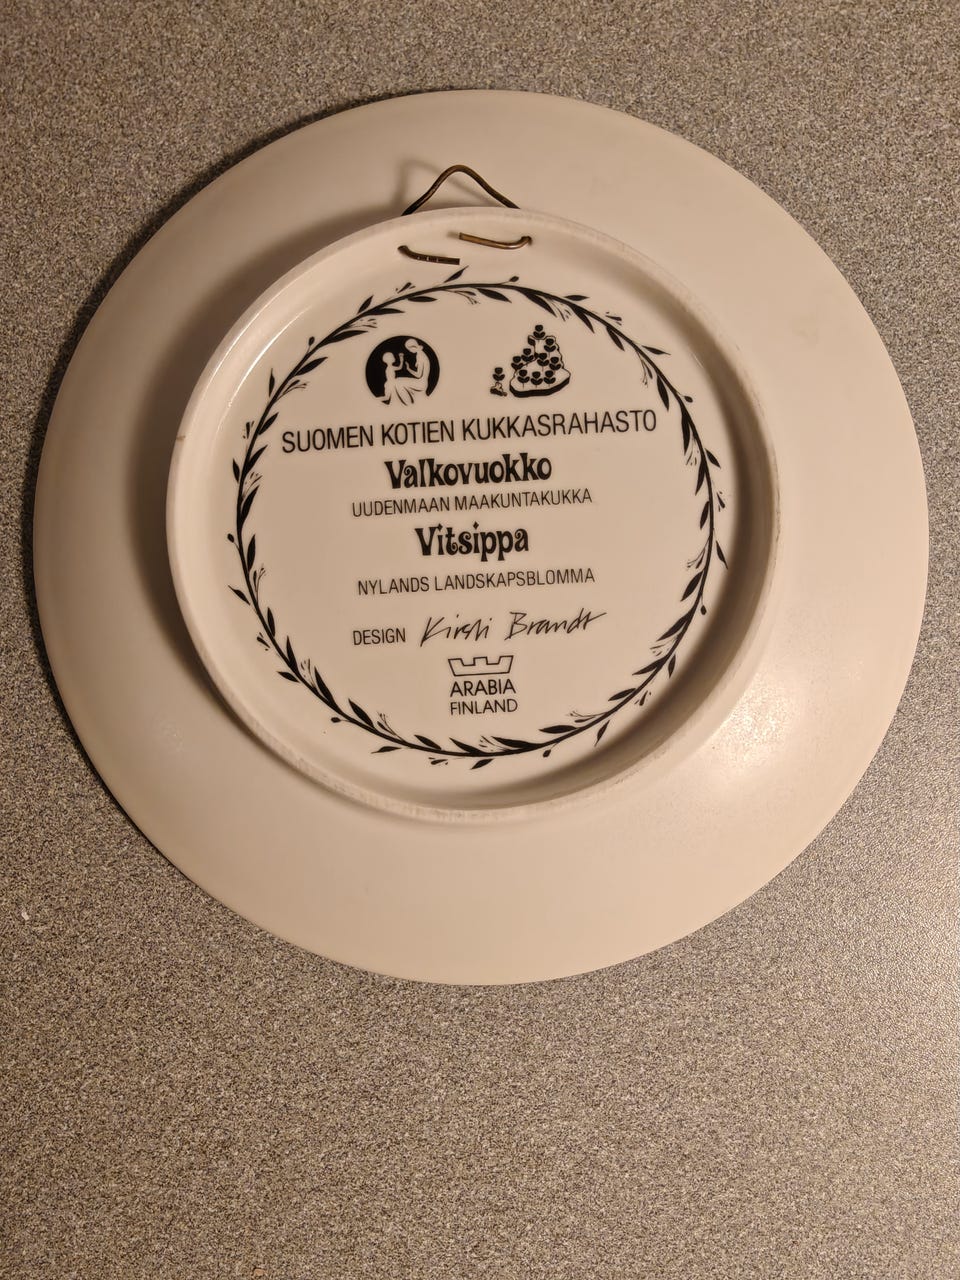 SUOMEN KOTIEN KUKKASRAHASTO
Valkovuokko
UUDENMAAN MAAKUNTAKUKKA
Vitsippa
NYLANDS LANDSKAPSBLOMMA
DESIGN Kirsti Brandt
ARABIA
FINLAND